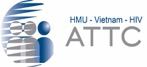 HMU - Vietnam - HIV
ATTC